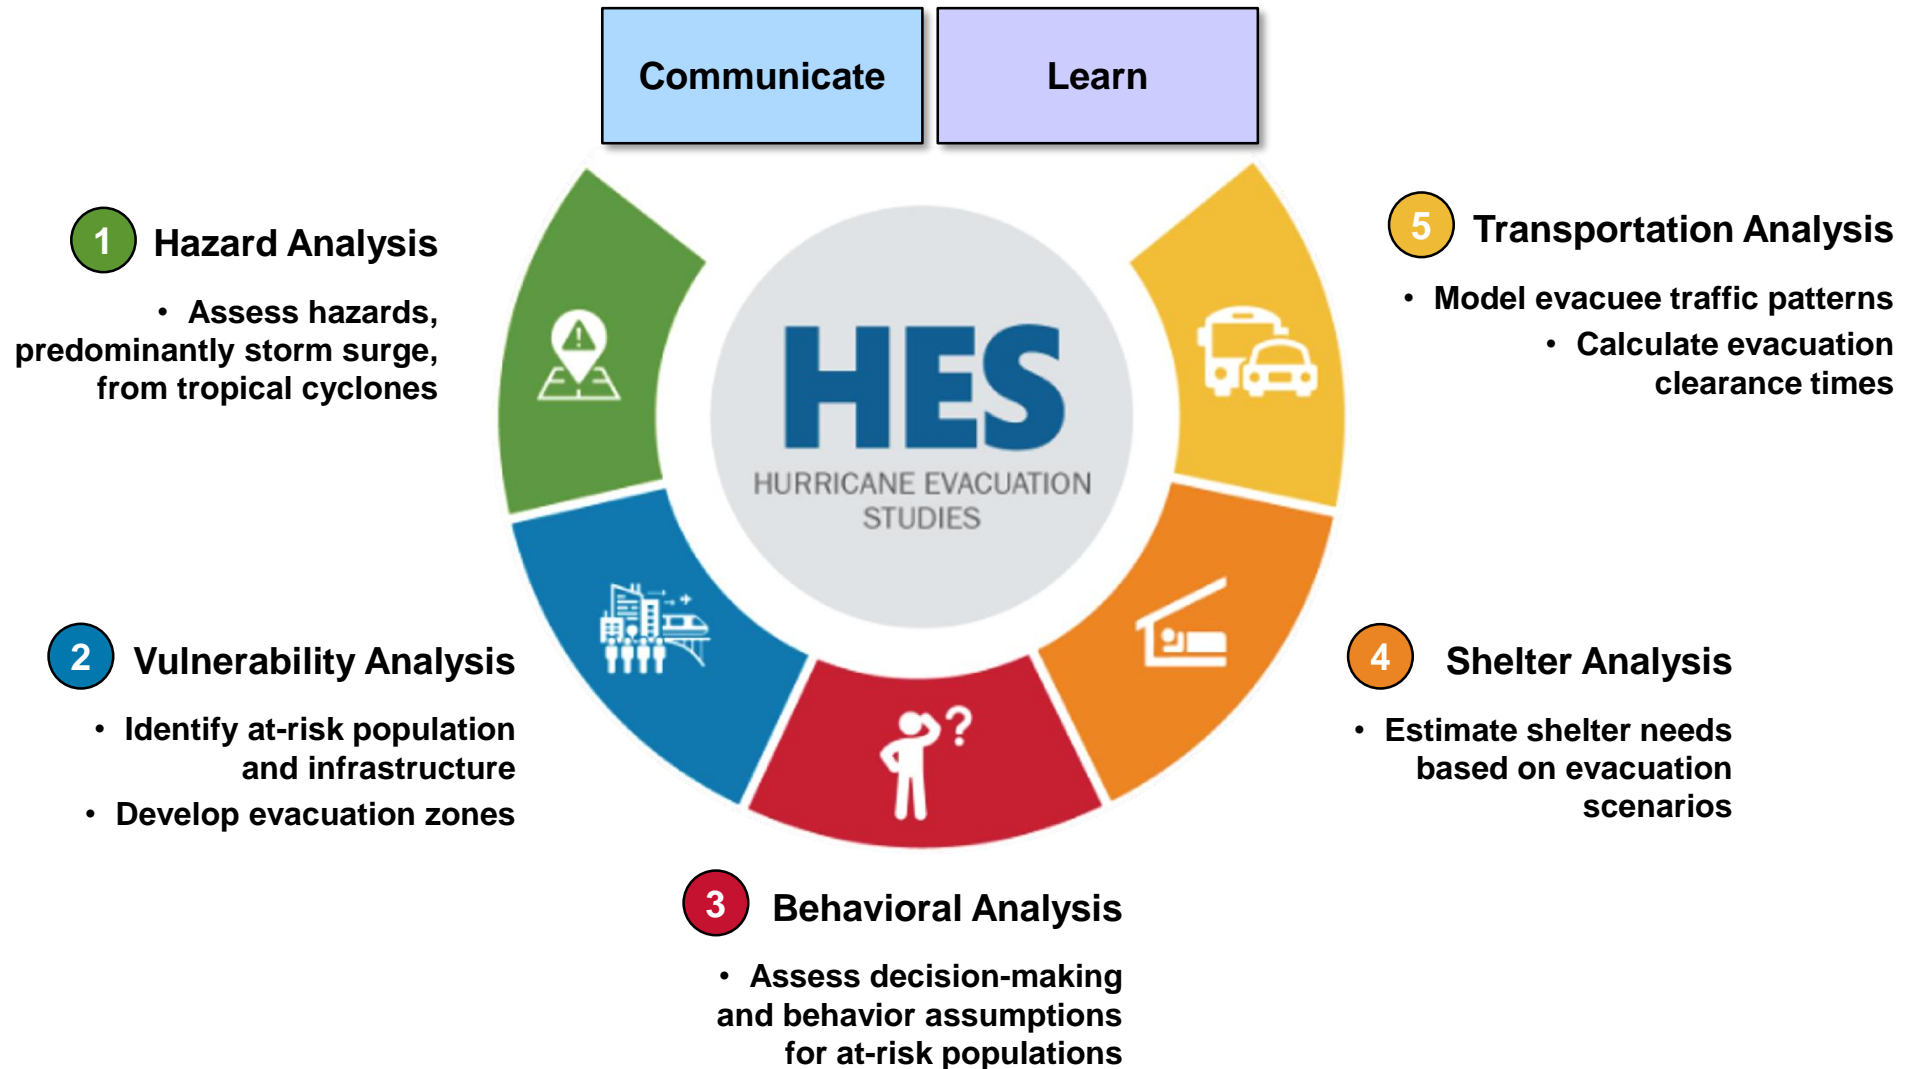 Communicate
Learn
1 Hazard Analysis
• Assess hazards,
predominantly storm surge,
from tropical cyclones
2 Vulnerability Analysis
• Identify at-risk population
and infrastructure
• Develop evacuation zones
3 Behavioral Analysis
• Assess decision-making
and behavior assumptions
for at-risk populations
4 Shelter Analysis
• Estimate shelter needs
based on evacuation
scenarios
5 Transportation Analysis
• Model evacuee traffic patterns
• Calculate evacuation
clearance times
HES
HURRICANE EVACUATION
STUDIES
!
?